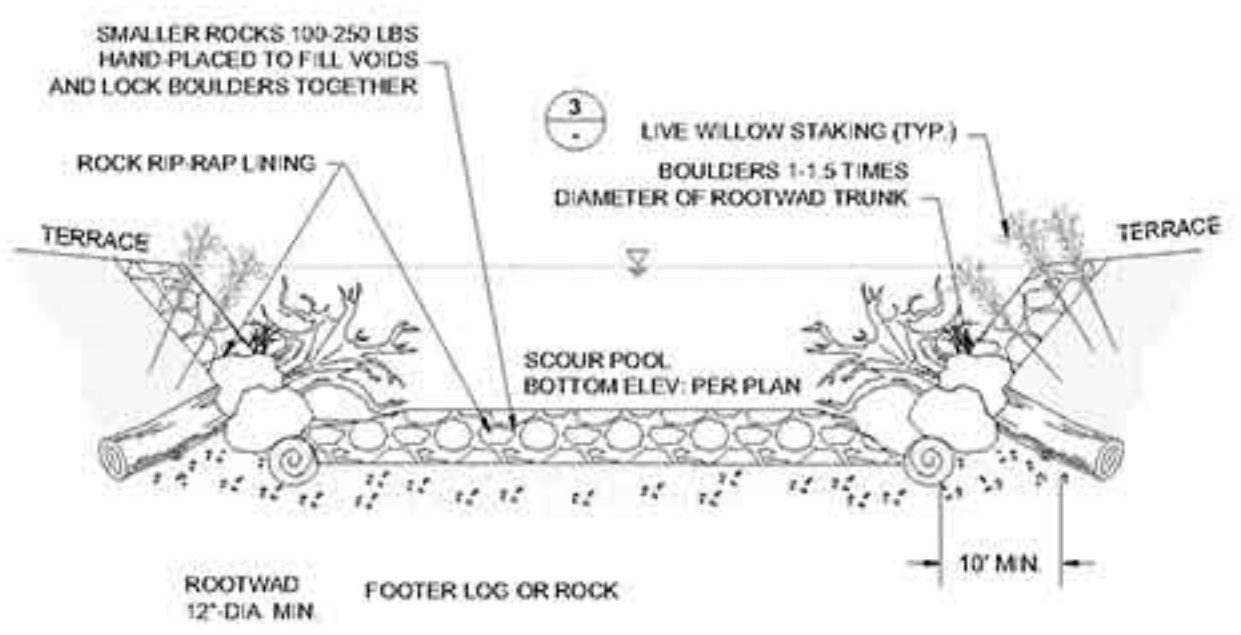 SMALLER ROCKS 100-250 LBS
HAND-PLACED TO FILL VOIDS
AND LOCK BOULDERS TOGETHER
3
-
LIVE WILLOW STAKING (TYP.)
ROCK RIP-RAP LINING
BOULDERS 1-1.5 TIMES
DIAMETER OF ROOTWAD TRUNK
TERRACE
TERRACE
SCOUR POOL
BOTTOM ELEV: PER PLAN
10' MIN.
ROOTWAD
12"-DIA. MIN.
FOOTER LOG OR ROCK